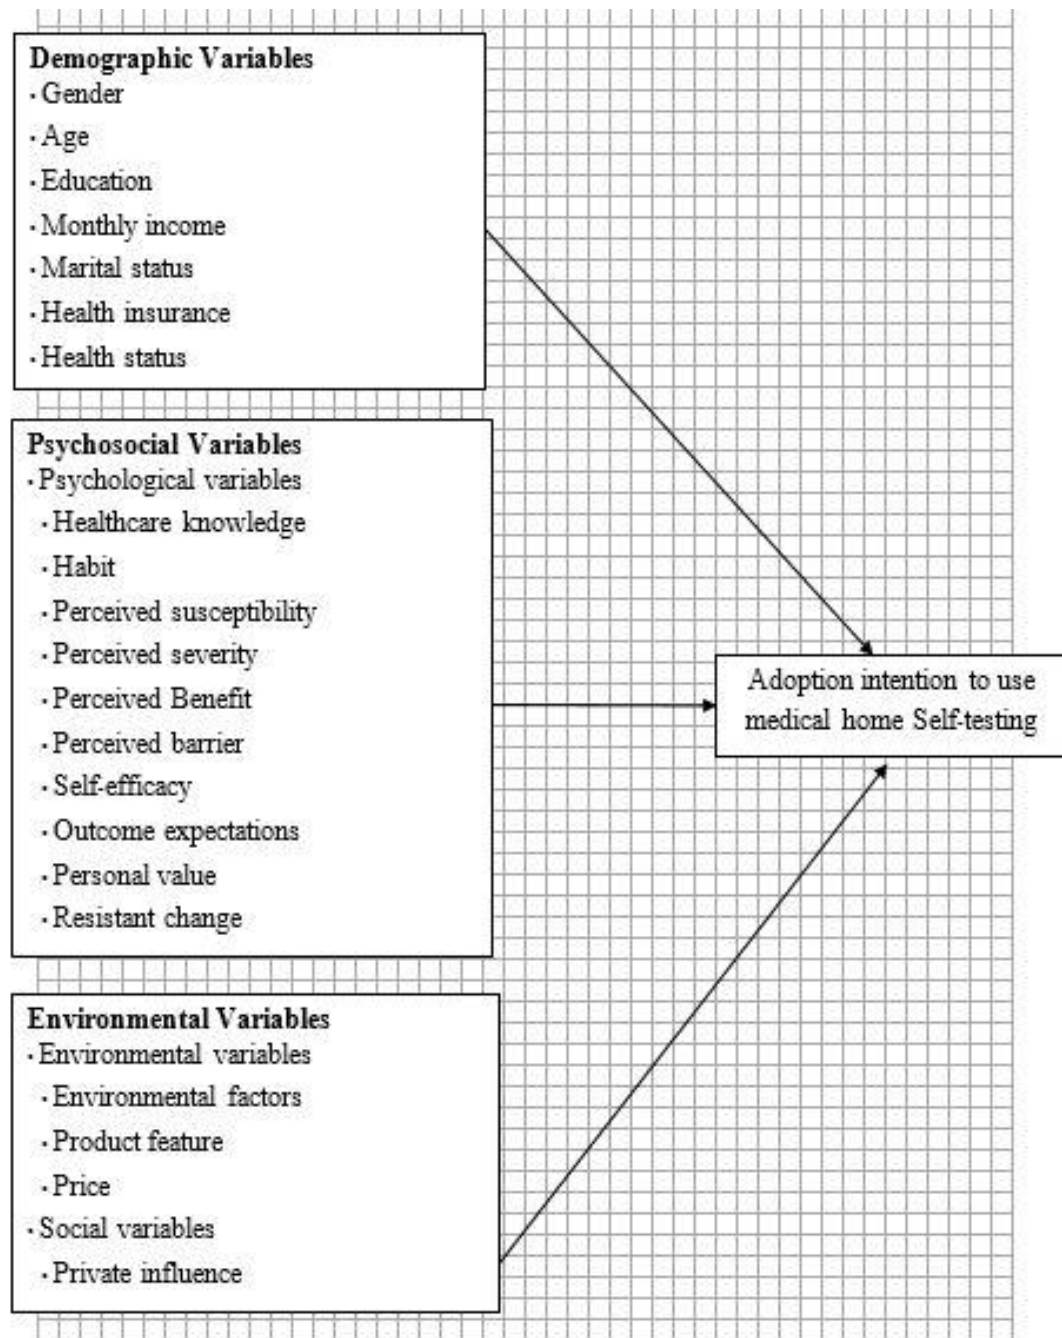 Demographic Variables
· Gender
· Age
· Education
· Monthly income
· Marital status
· Health insurance
· Health status
Psychosocial Variables
· Psychological variables
· Healthcare knowledge
· Habit
· Perceived susceptibility
· Perceived severity
· Perceived Benefit
· Perceived barrier
· Self-efficacy
· Outcome expectations
· Personal value
· Resistant change
Adoption intention to use
medical home Self-testing
Environmental Variables
· Environmental variables
· Environmental factors
· Product feature
· Price
· Social variables
· Private influence